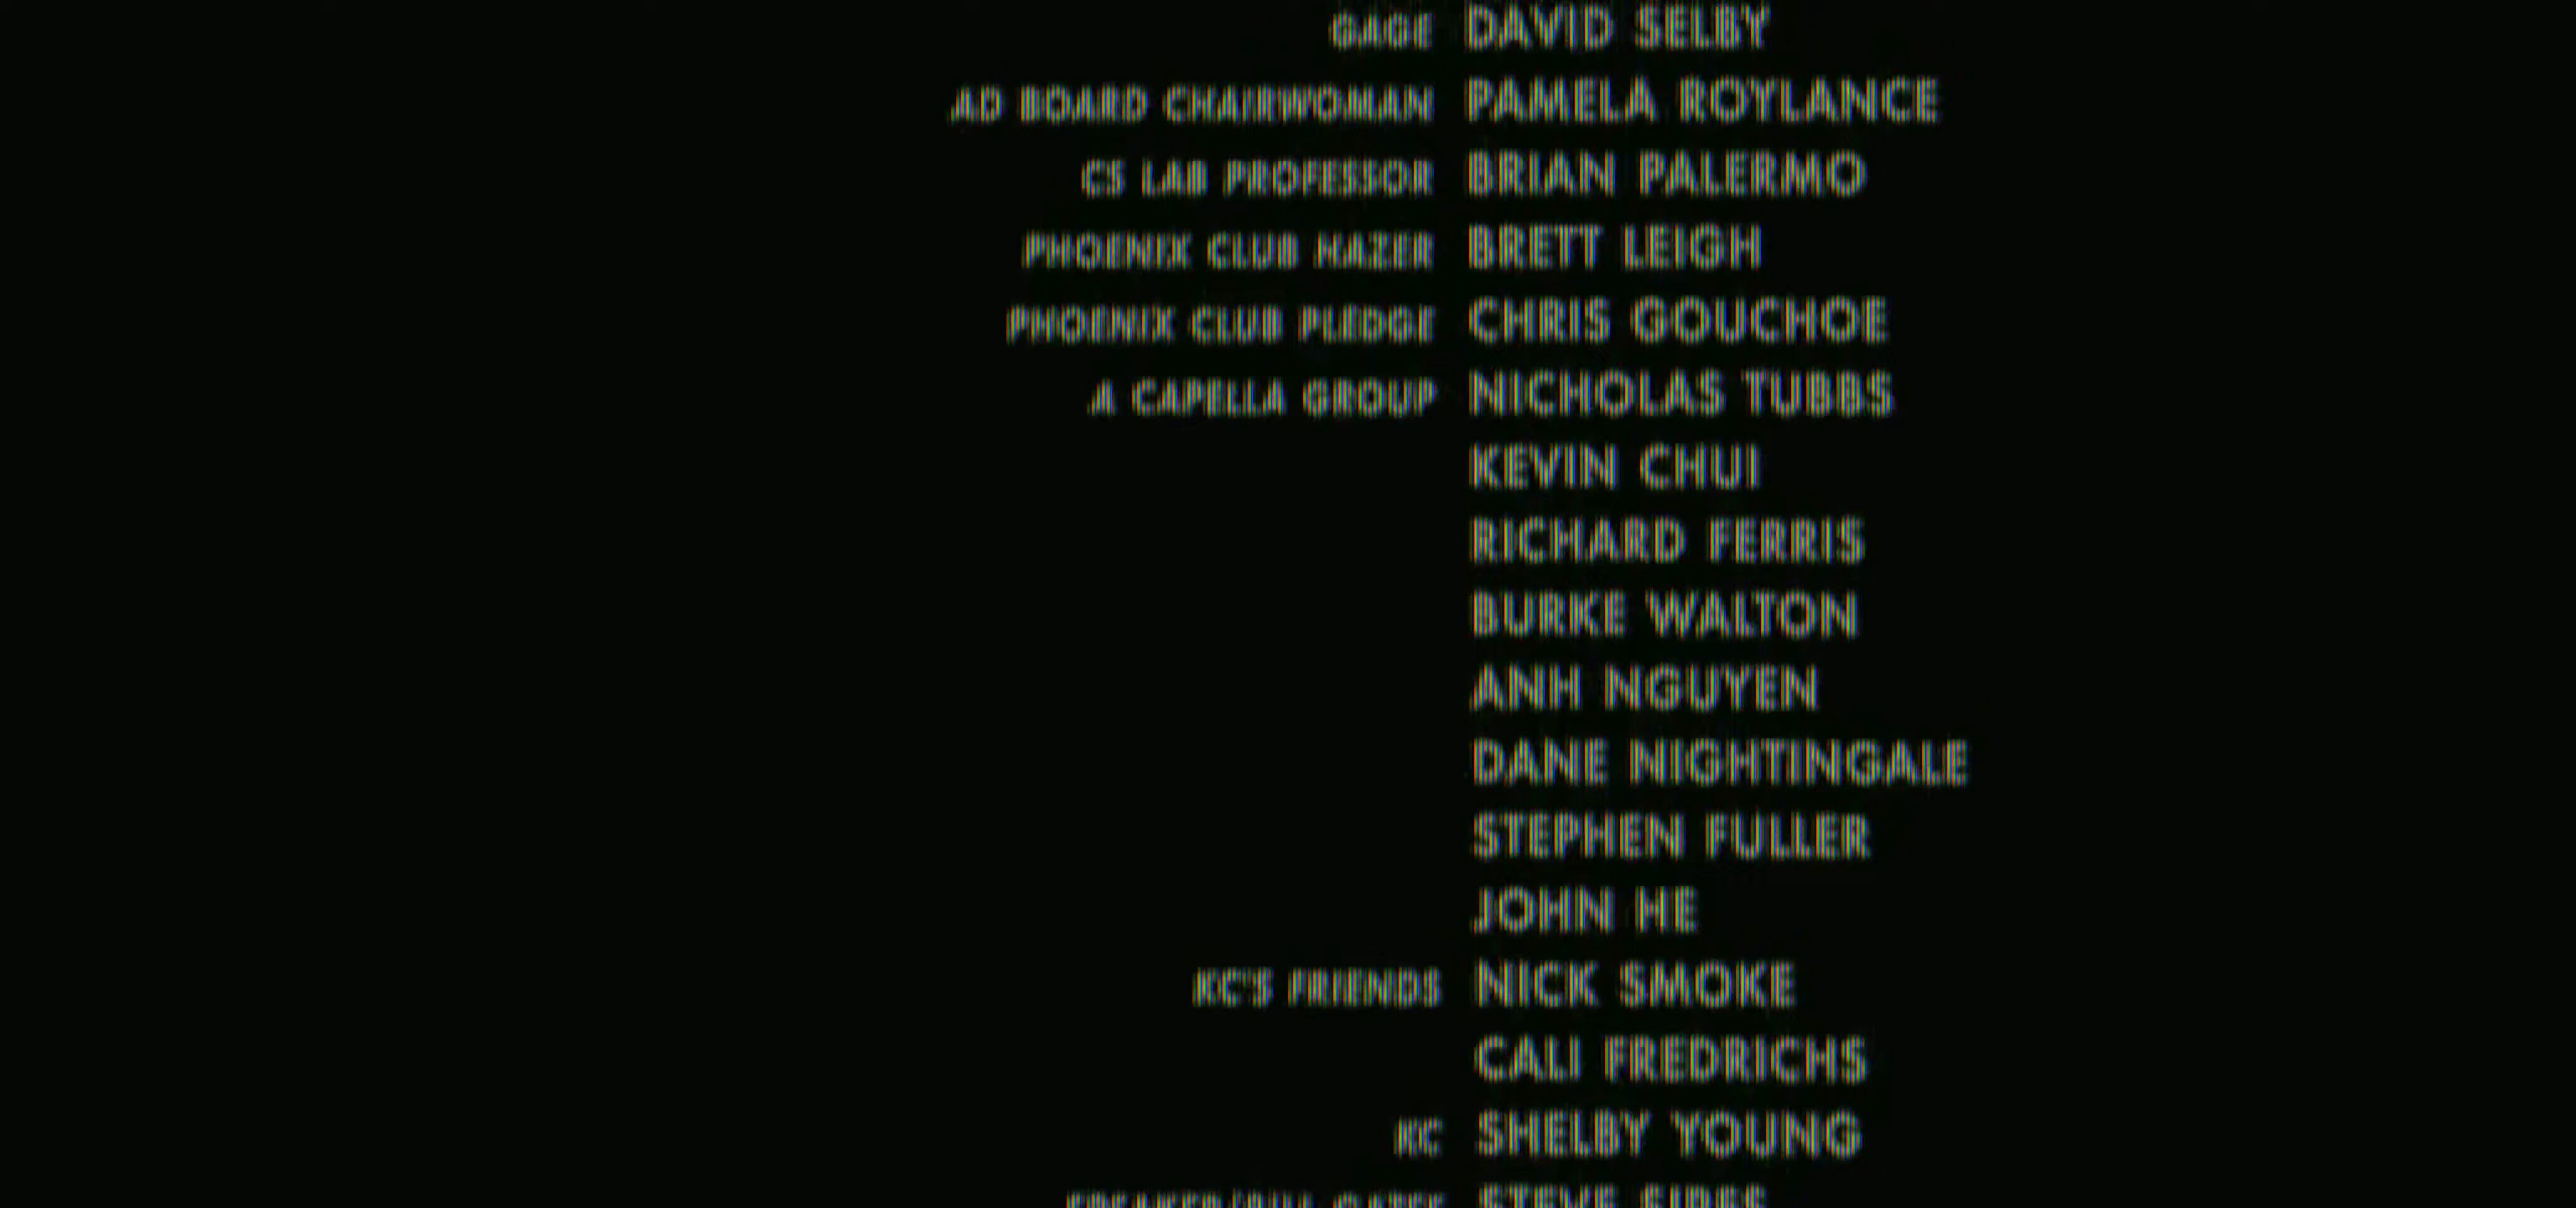 GAGE DAVID SELBY
AD BOARD CHAIRWOMAN PAMELA ROYLANCE
CS LAB PROFESSOR BRIAN PALERMO
PHOENIX CLUB HAZER BRETT LEIGH
PHOENIX CLUB PLEDGE CHRIS GOUCHOE
A CAPELLA GROUP NICHOLAS TUBBS
KEVIN CHUI
RICHARD FERRIS
BURKE WALTON
ANH NGUYEN
DANE NIGHTINGALE
STEPHEN FULLER
JOHN HE
KC'S FRIENDS NICK SMOKE
CALI FREDRICHS
KC SHELBY YOUNG
STEVE SIRES